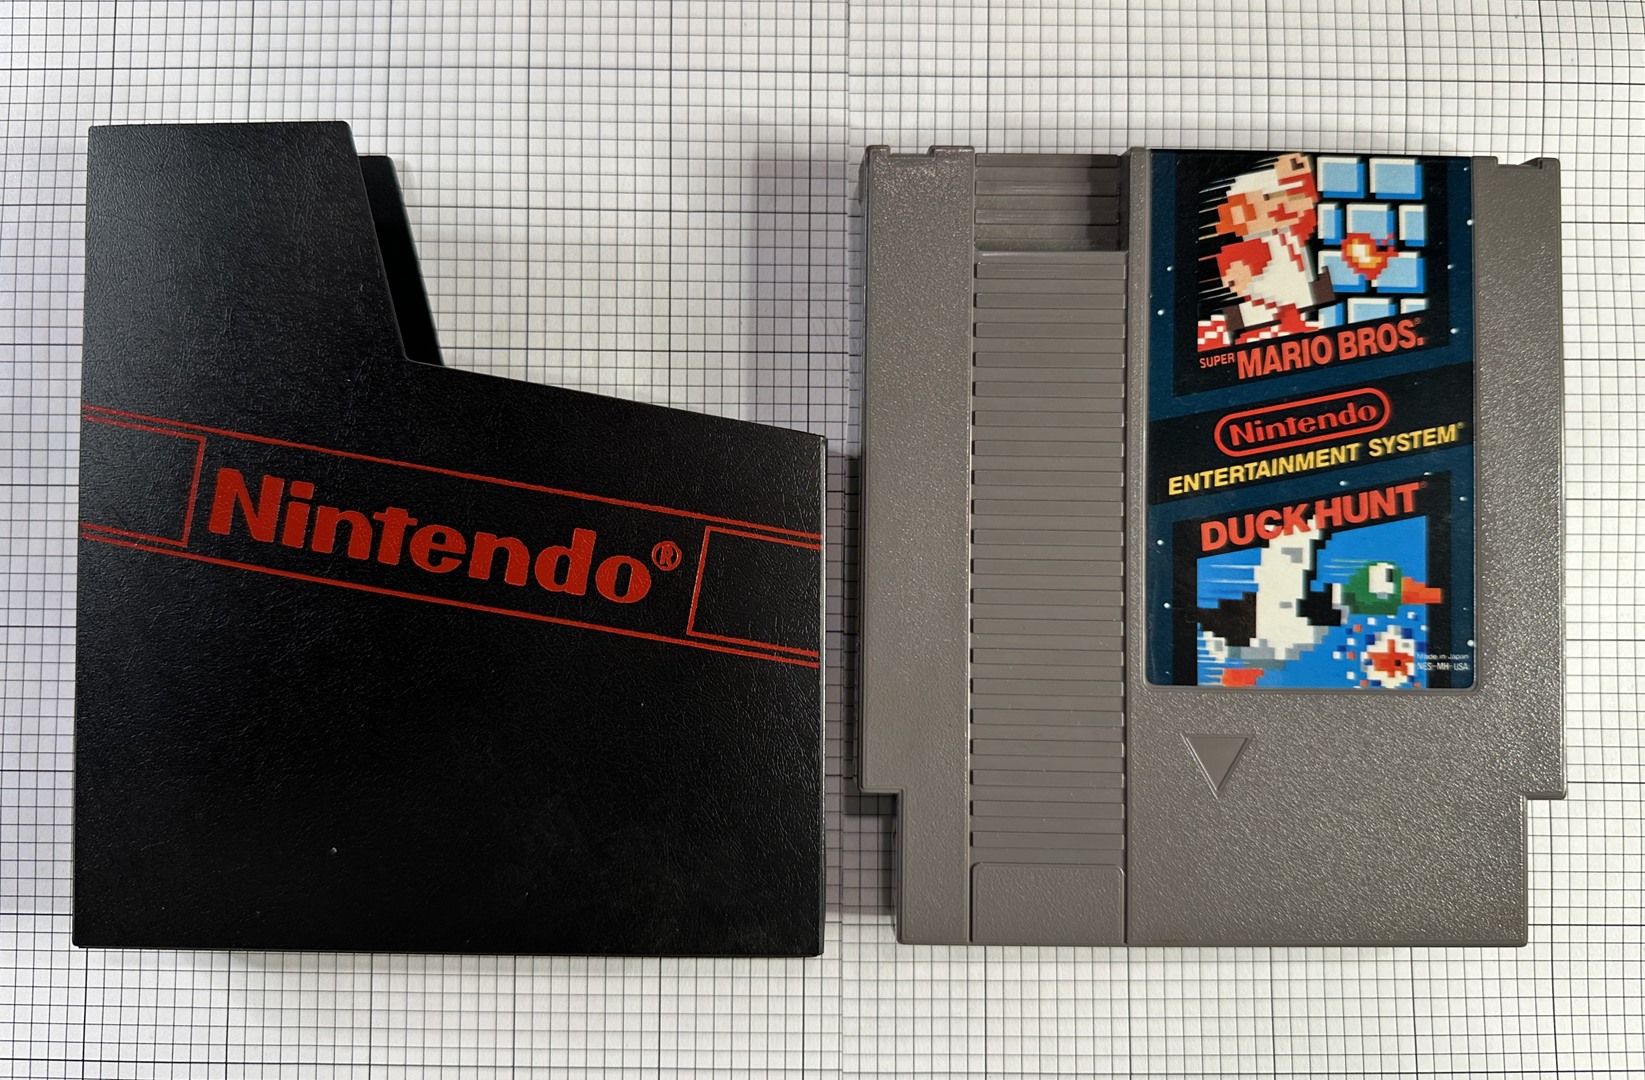 Nintendo®
SUPER MARIO BROS.®
Nintendo
ENTERTAINMENT SYSTEM®
DUCK HUNT
Made in Japan
NES-MH-USA